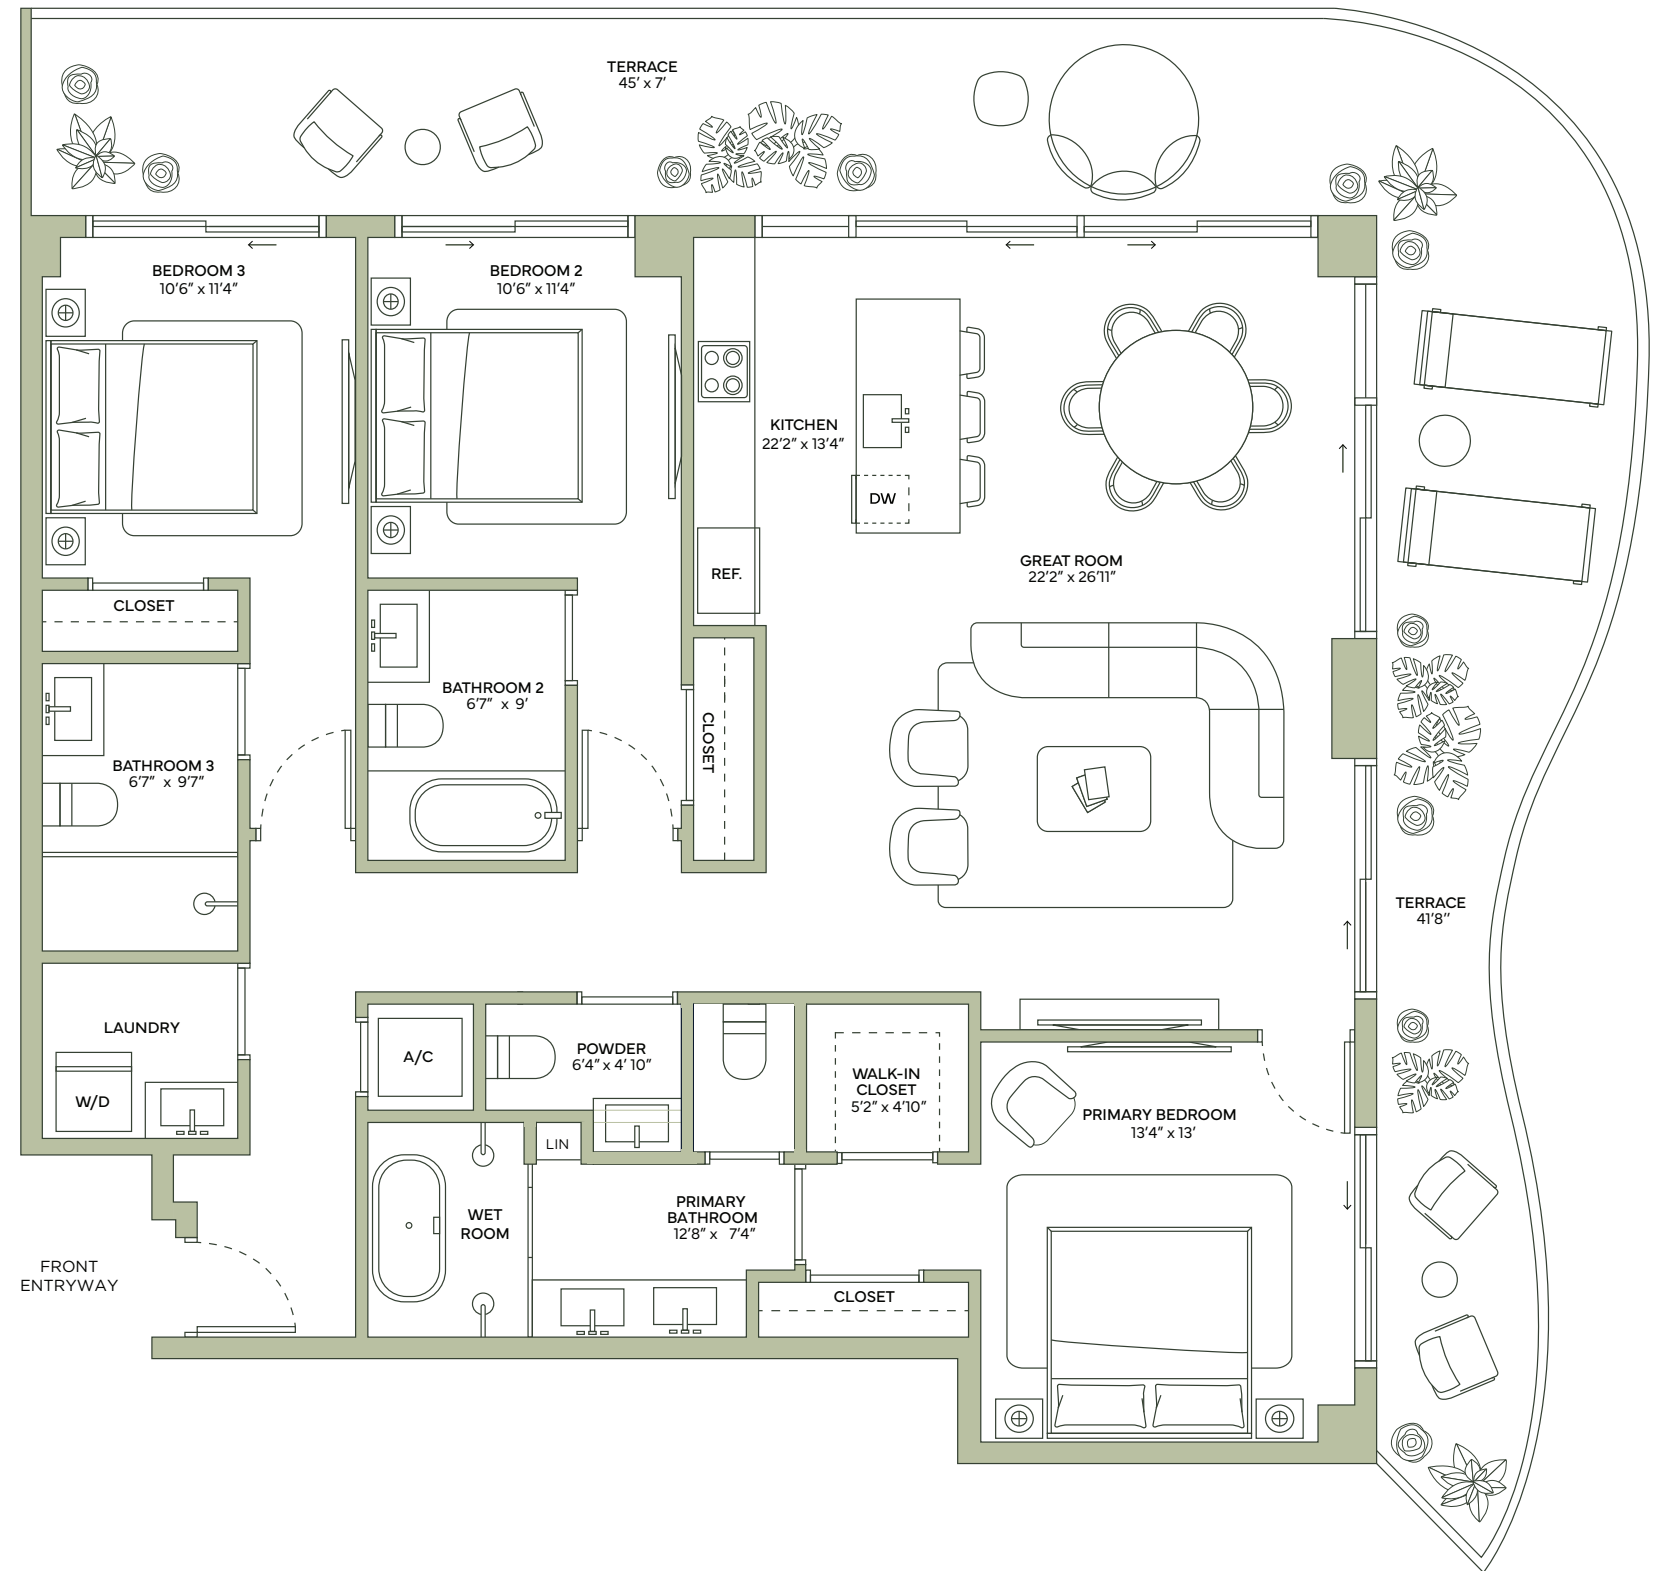 TERRACE
45’ x 7’
BEDROOM 3
10’6” x 11’4”
BEDROOM 2
10’6” x 11’4”
KITCHEN
22’2” x 13’4”
DW
REF.
GREAT ROOM
22’2” x 26’11”
CLOSET
BATHROOM 2
6’7” x 9’
CLOSET
BATHROOM 3
6’7” x 9’7”
TERRACE
41’8’’
LAUNDRY
W/D
A/C
POWDER
6’4” x 4’ 10”
WALK-IN
CLOSET
5’2” x 4’10”
PRIMARY BEDROOM
13’4” x 13’
LIN
WET
ROOM
PRIMARY
BATHROOM
12’8” x 7’4”
FRONT
ENTRYWAY
CLOSET